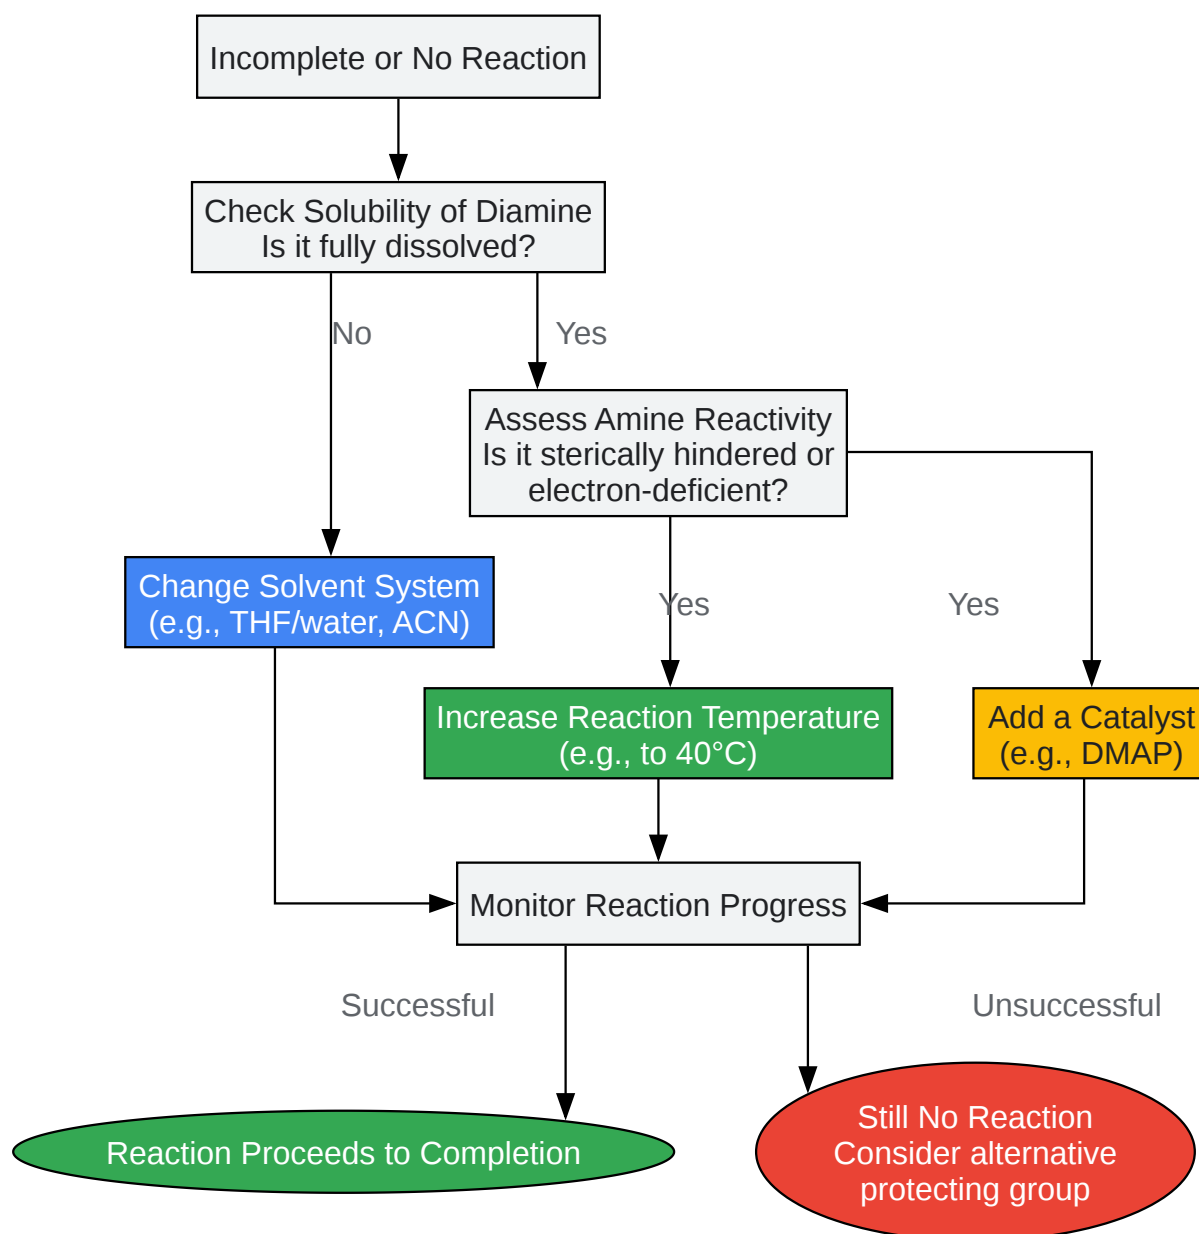 Incomplete or No Reaction
Check Solubility of Diamine
Is it fully dissolved?
No
Yes
Assess Amine Reactivity
Is it sterically hindered or
electron-deficient?
Change Solvent System
(e.g., THF/water, ACN)
Yes
Yes
Increase Reaction Temperature
(e.g., to 40°C)
Add a Catalyst
(e.g., DMAP)
Monitor Reaction Progress
Successful
Unsuccessful
Reaction Proceeds to Completion
Still No Reaction
Consider alternative
protecting group